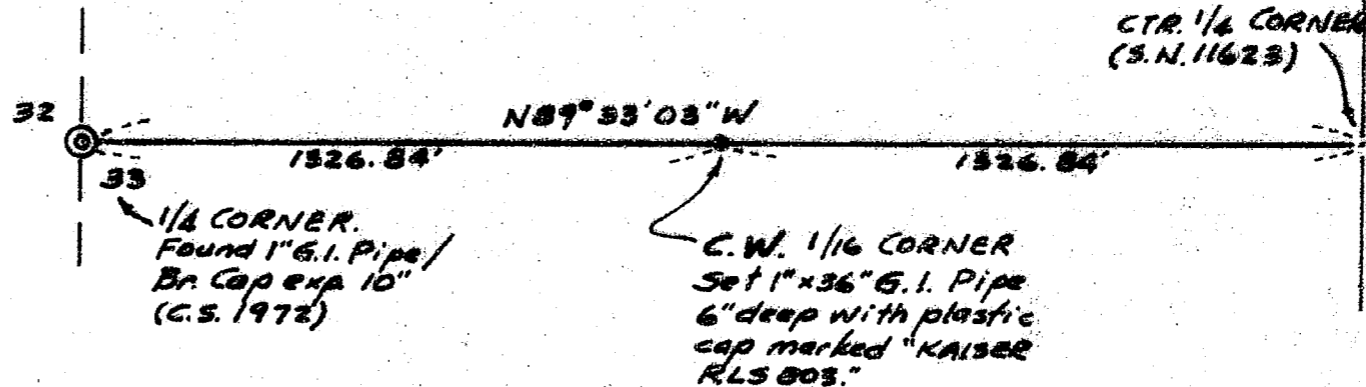 CTR. 1/4 CORNER
(S.N. 11623)
32
N89°33'03"W
1326.84'
1326.84'
33
1/4 CORNER.
Found 1" G.I. Pipe/
Br. Cap exp. 10"
(C.S. 1972)
C.W. 1/16 CORNER
Set 1"x36" G.I. Pipe
6" deep with plastic
cap marked "KAISER
RLS 803."